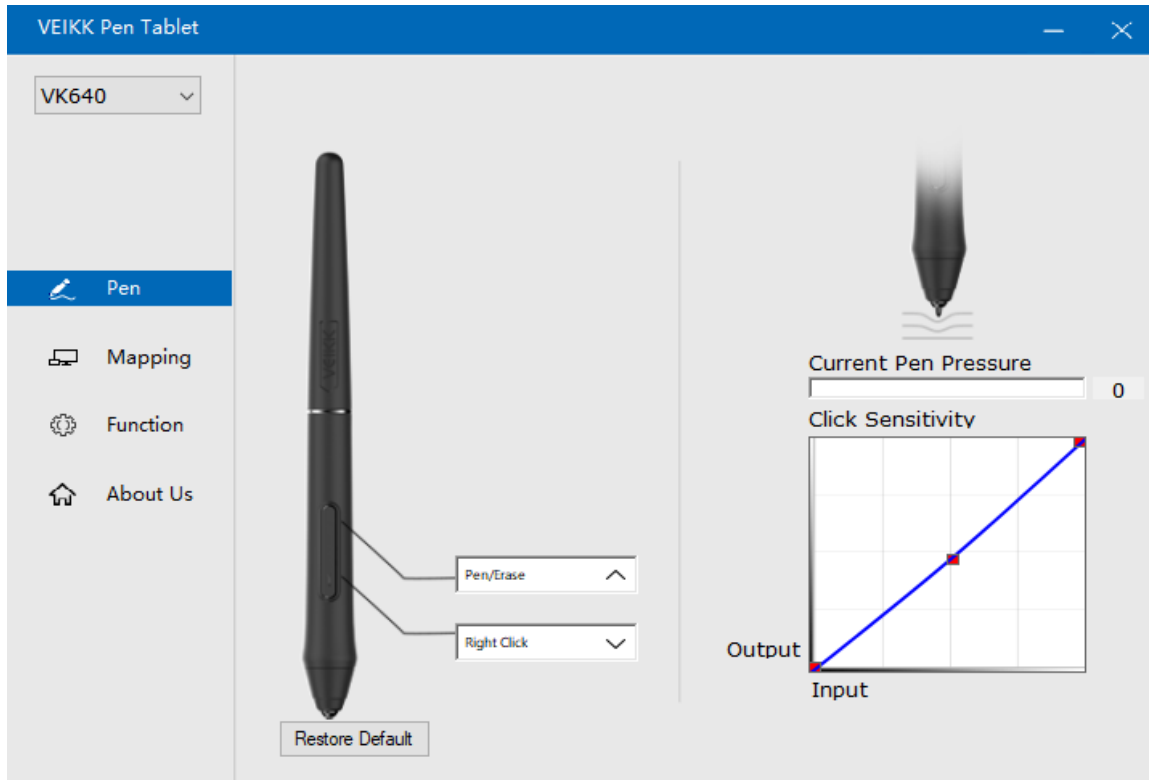 VEIKK Pen Tablet
VK640
Pen
Mapping
Function
About Us
VEIKK
Pen/Erase
Right Click
Restore Default
Current Pen Pressure
0
Click Sensitivity
Output
Input